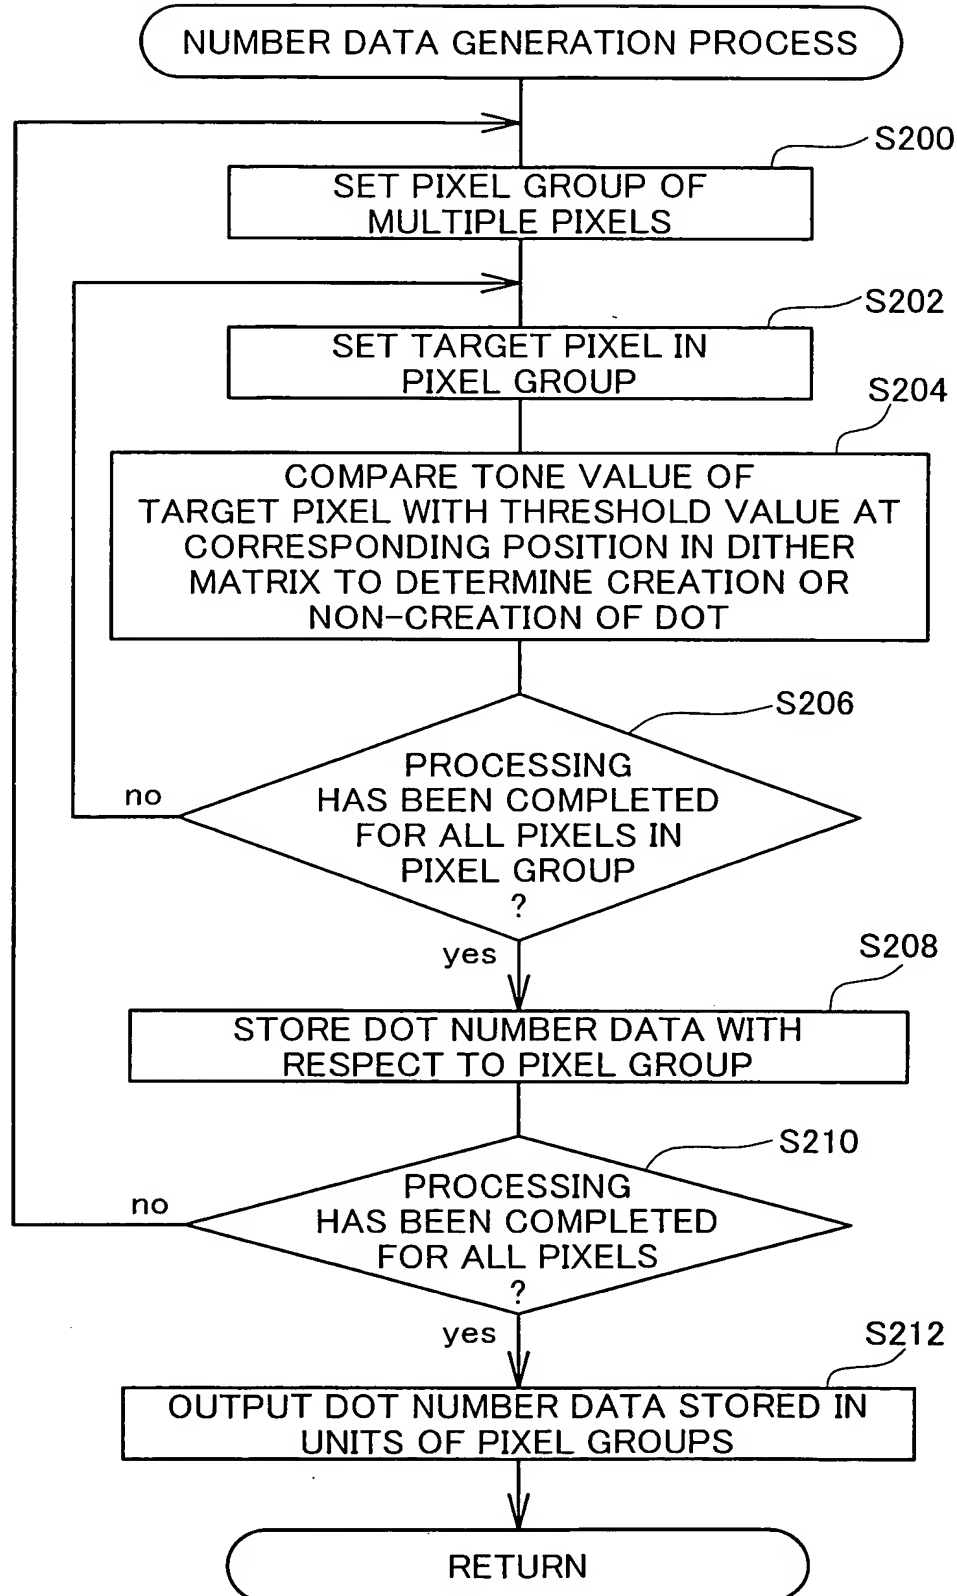 NUMBER DATA GENERATION PROCESS
S200
SET PIXEL GROUP OF
MULTIPLE PIXELS
S202
SET TARGET PIXEL IN
PIXEL GROUP
S204
COMPARE TONE VALUE OF
TARGET PIXEL WITH THRESHOLD VALUE AT
CORRESPONDING POSITION IN DITHER
MATRIX TO DETERMINE CREATION OR
NON-CREATION OF DOT
S206
PROCESSING
HAS BEEN COMPLETED
FOR ALL PIXELS IN
PIXEL GROUP
?
no
yes
S208
STORE DOT NUMBER DATA WITH
RESPECT TO PIXEL GROUP
S210
PROCESSING
HAS BEEN COMPLETED
FOR ALL PIXELS
?
no
yes
S212
OUTPUT DOT NUMBER DATA STORED IN
UNITS OF PIXEL GROUPS
RETURN